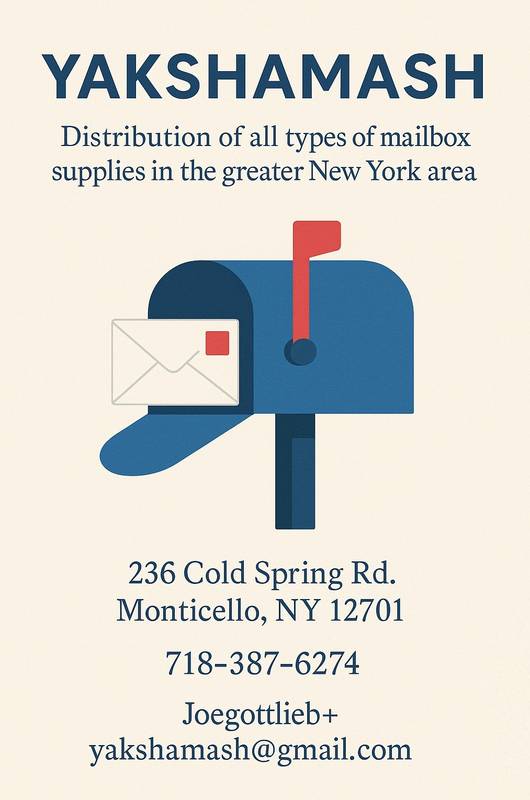 YAKSHAMASH
Distribution of all types of mailbox
supplies in the greater New York area
236 Cold Spring Rd.
Monticello, NY 12701
718-387-6274
Joegottlieb+
yakshamash@gmail.com